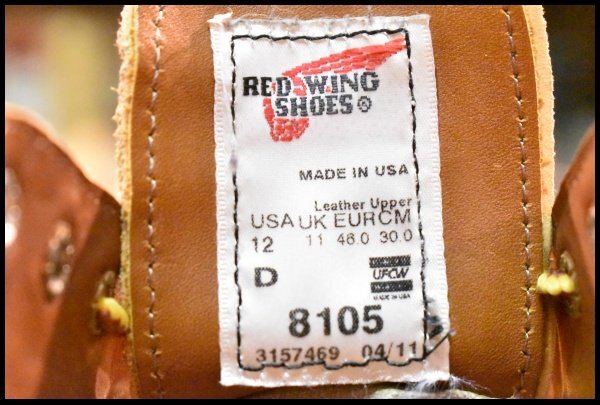 RED WING
SHOES®
MADE IN USA
Leather Upper
USA UK EUR CM
12 11 46.0 30.0
D
UFCW
MADE IN USA
8105
3157469 04/11